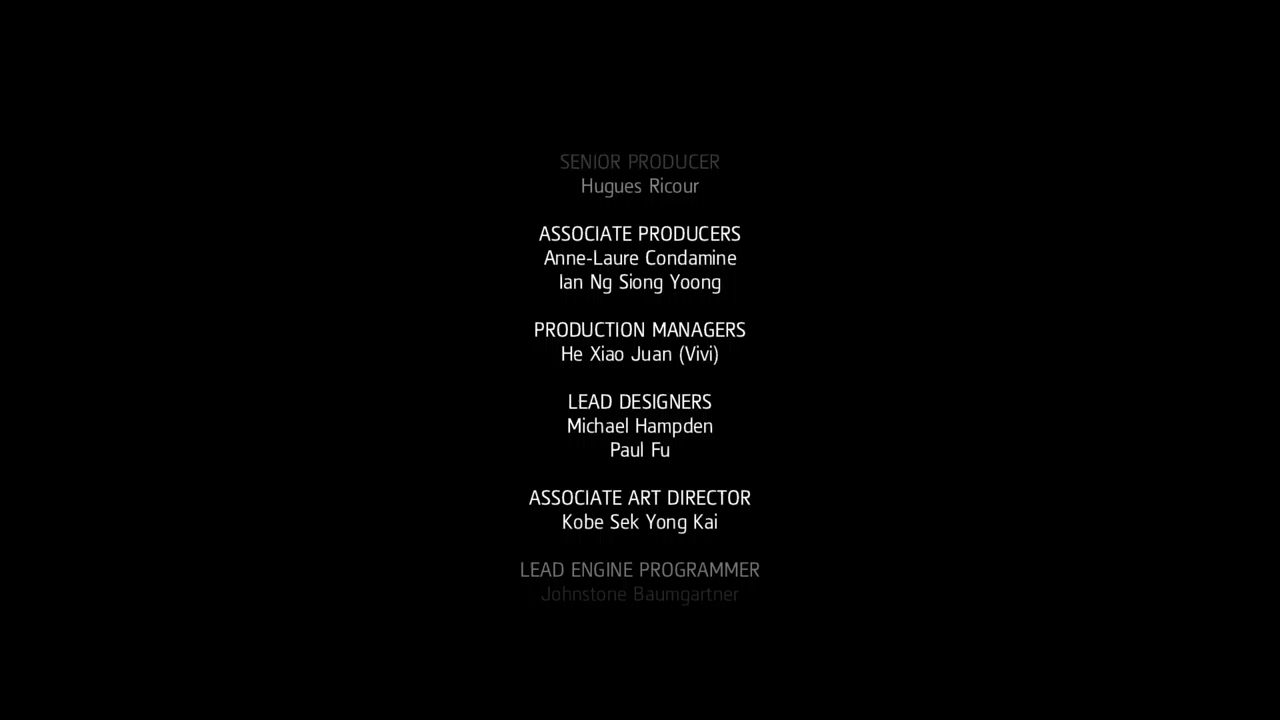 SENIOR PRODUCER
Hugues Ricour
ASSOCIATE PRODUCERS
Anne-Laure Condamine
Ian Ng Siong Yoong
PRODUCTION MANAGERS
He Xiao Juan (Vivi)
LEAD DESIGNERS
Michael Hampden
Paul Fu
ASSOCIATE ART DIRECTOR
Kobe Sek Yong Kai
LEAD ENGINE PROGRAMMER
Johnstone Baumgartner